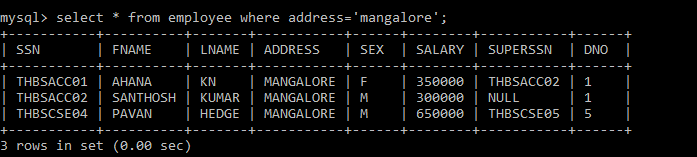 mysql> select * from employee where address='mangalore';
+-----------+----------+-------+-----------+------+--------+-----------+------+
| SSN       | FNAME    | LNAME | ADDRESS   | SEX  | SALARY | SUPERSSN  | DNO  |
+-----------+----------+-------+-----------+------+--------+-----------+------+
| THBSACC01 | AHANA    | KN    | MANGALORE | F    | 350000 | THBSACC02 | 1    |
| THBSACC02 | SANTHOSH | KUMAR | MANGALORE | M    | 300000 | NULL      | 1    |
| THBSCSE04 | PAVAN    | HEDGE | MANGALORE | M    | 650000 | THBSCSE05 | 5    |
+-----------+----------+-------+-----------+------+--------+-----------+------+
3 rows in set (0.00 sec)